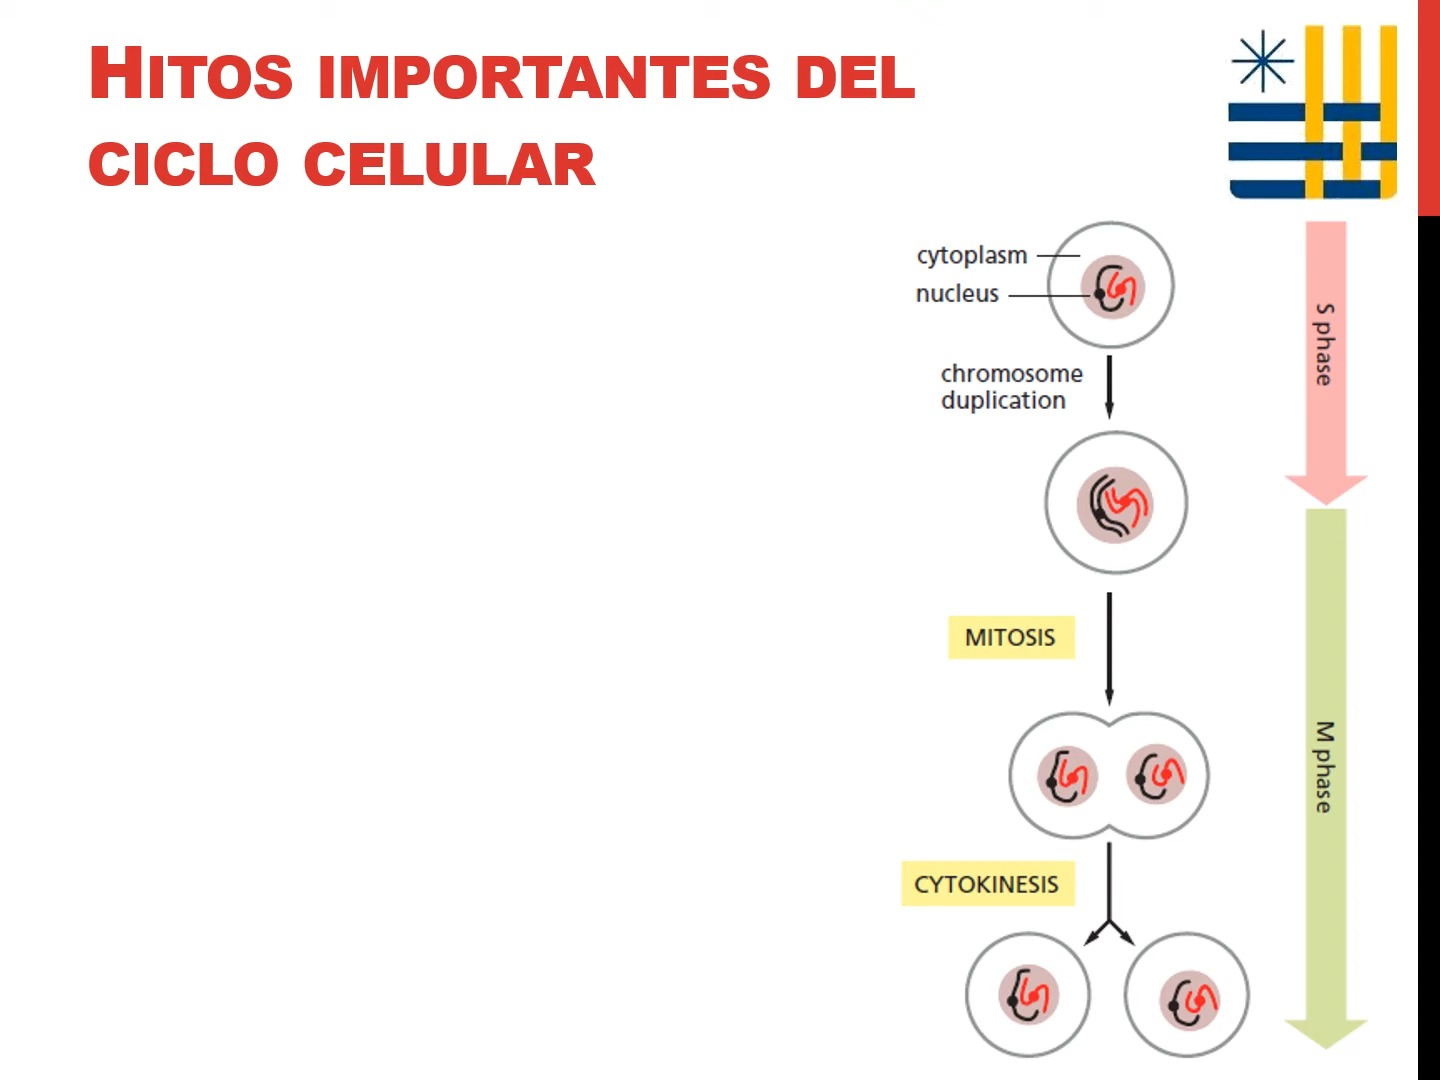 HITOS IMPORTANTES DEL
CICLO CELULAR
cytoplasm
nucleus
chromosome
duplication
S phase
MITOSIS
M phase
CYTOKINESIS